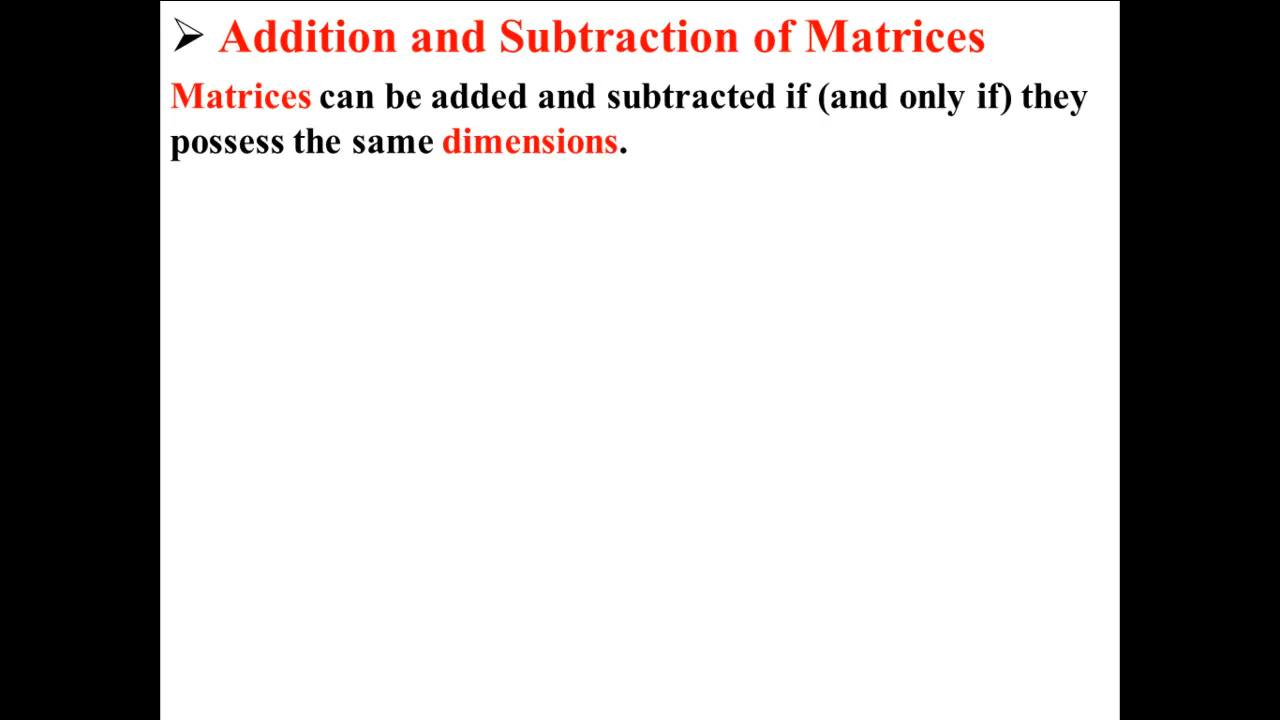 ➢ Addition and Subtraction of Matrices
Matrices can be added and subtracted if (and only if) they
possess the same dimensions.